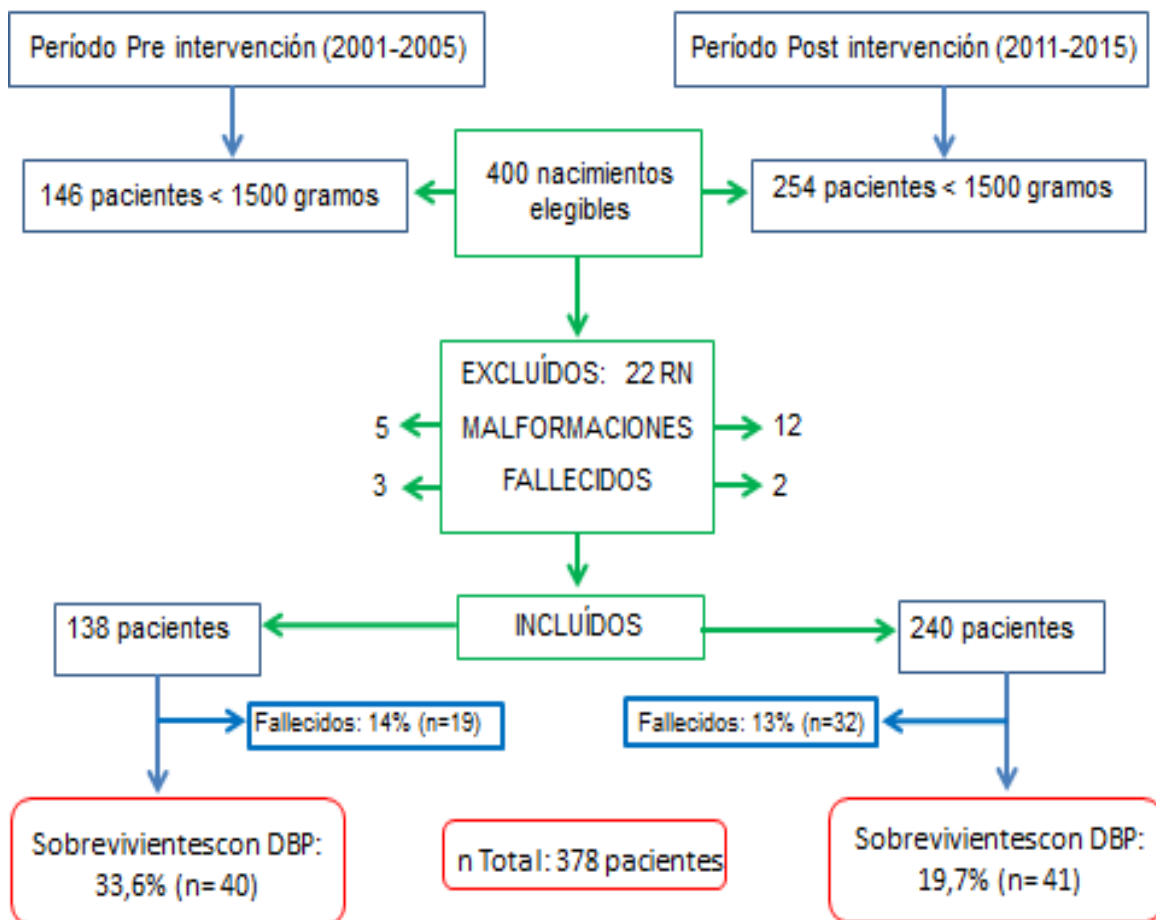 Período Pre intervención (2001-2005)
Período Post intervención (2011-2015)
146 pacientes < 1500 gramos
400 nacimientos
elegibles
254 pacientes < 1500 gramos
EXCLUÍDOS: 22 RN
5
MALFORMACIONES
12
3
FALLECIDOS
2
138 pacientes
INCLUÍDOS
240 pacientes
Fallecidos: 14% (n=19)
Fallecidos: 13% (n=32)
Sobrevivientescon DBP:
33,6% (n= 40)
n Total: 378 pacientes
Sobrevivientescon DBP:
19,7% (n= 41)